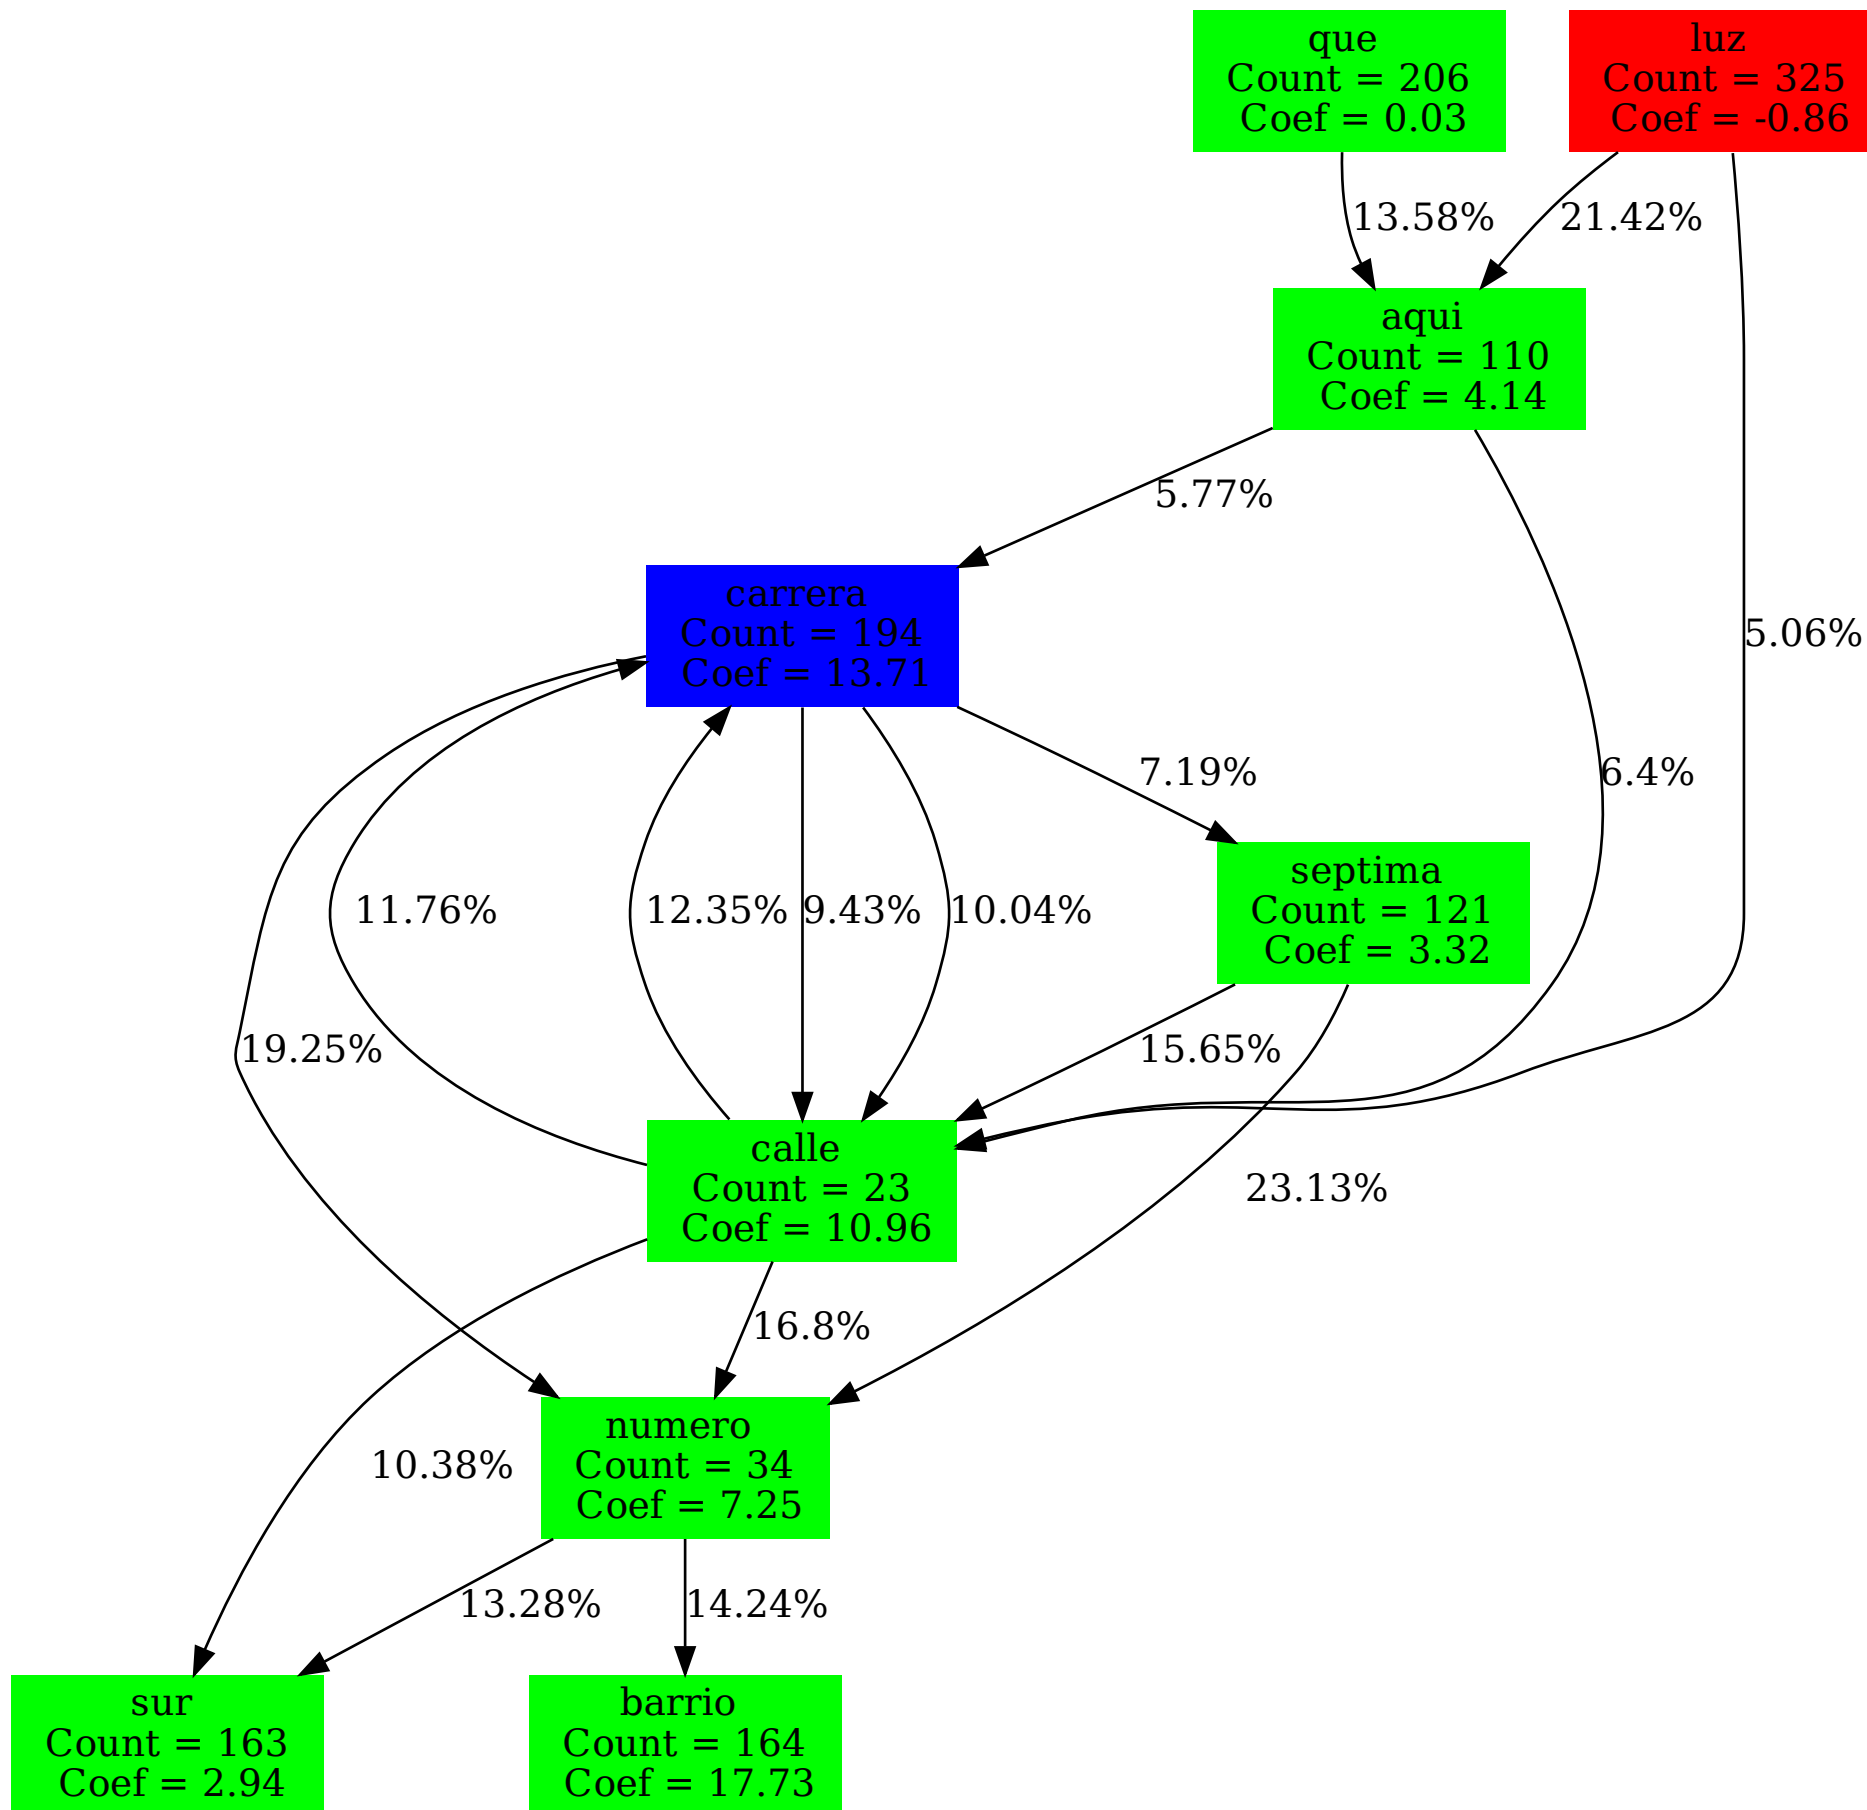 que
Count = 206
Coef = 0.03
luz
Count = 325
Coef = -0.86
13.58%
21.42%
aqui
Count = 110
Coef = 4.14
5.77%
carrera
Count = 194
Coef = 13.71
5.06%
7.19%
6.4%
septima
Count = 121
Coef = 3.32
11.76%
12.35%
9.43%
10.04%
19.25%
15.65%
calle
Count = 23
Coef = 10.96
23.13%
16.8%
numero
Count = 34
Coef = 7.25
10.38%
13.28%
14.24%
sur
Count = 163
Coef = 2.94
barrio
Count = 164
Coef = 17.73